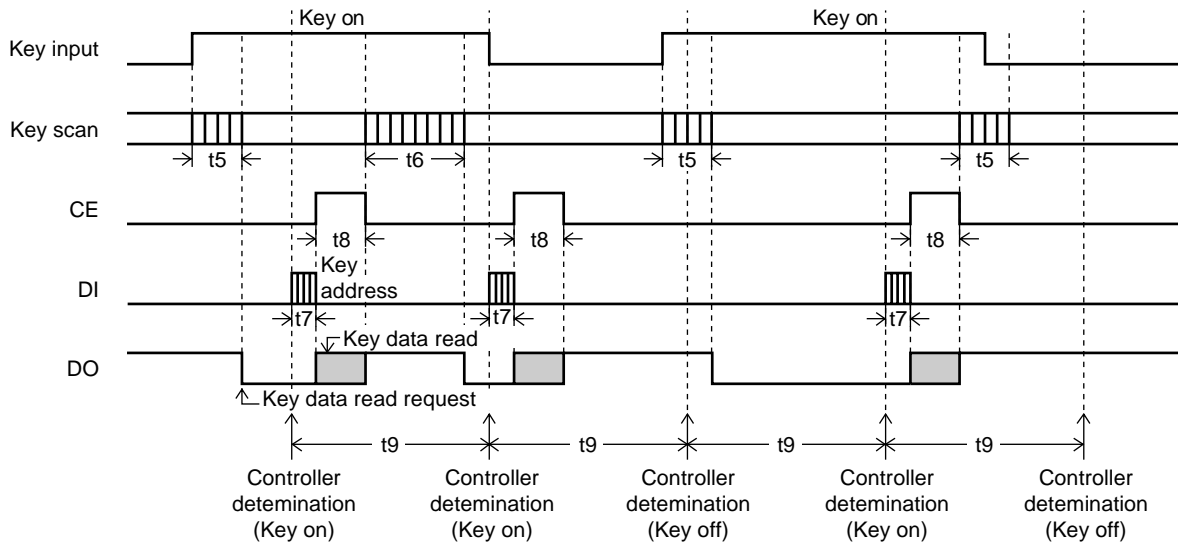 Key on
Key on
Key input
Key scan
t5
t6
t5
t5
CE
t8
t8
t8
Key
address
DI
t7
t7
t7
Key data read
DO
Key data read request
t9
t9
t9
t9
Controller
detemination
(Key on)
Controller
detemination
(Key on)
Controller
detemination
(Key off)
Controller
detemination
(Key on)
Controller
detemination
(Key off)